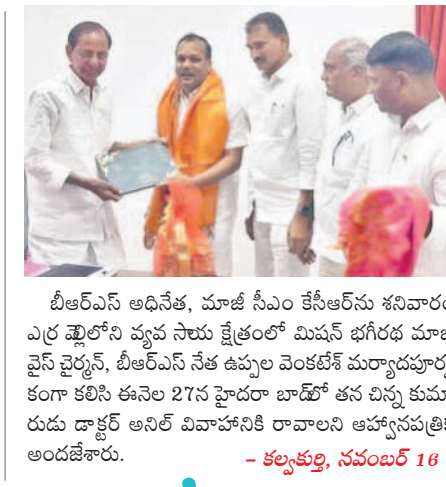 బీఆర్ఎస్ అధినేత, మాజీ సీఎం కేసీఆర్‌ను శనివారం
ఎర్ర వెల్లిలోని వ్యవ సాయ క్షేత్రంలో మిషన్ భగీరథ మాజీ
వైస్ చైర్మన్, బీఆర్ఎస్ నేత ఉప్పల వెంకటేశ్ మర్యాదపూర్వ
కంగా కలిసి ఈనెల 27న హైదరా బాద్‌లో తన చిన్న కుమా
రుడు డాక్టర్ అనిల్ వివాహానికి రావాలని ఆహ్వానపత్రిక
అందజేశారు.
– కల్వకుర్తి, నవంబర్ 16